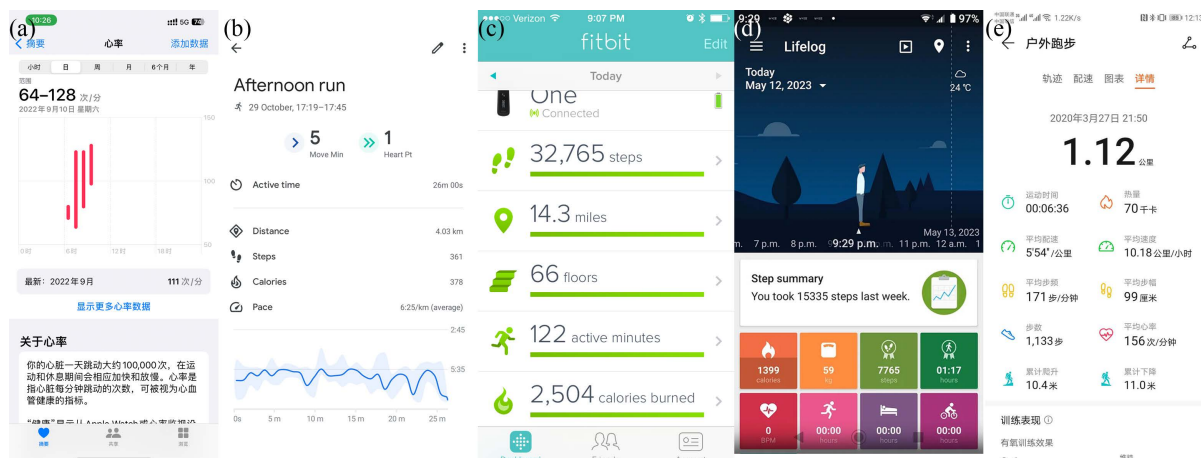 (a)
10:26
5G 74
摘要
心率
添加数据
小时 日 周 月 6个月 年
范围
64–128 次/分
2022年9月10日 星期六
150
100
50
0时 6时 12时 18时
最新：2022年9月 111 次/分
显示更多心率数据
关于心率
你的心脏一天跳动大约100,000次，在运
动和休息期间会相应加快和放慢。心率是
指心脏每分钟跳动的次数，可被视为心血
管健康的指标。
摘要 共享 浏览
(b)
Afternoon run
29 October, 17:19–17:45
5
Move Min
1
Heart Pt
Active time 26m 00s
Distance 4.03 km
Steps 361
Calories 378
Pace 6:25/km (average)
2:45
5:35
0s 5 m 10 m 15 m 20 m 25 m
(c)
Verizon 9:07 PM
fitbit
Edit
Today
One
Connected
32,765 steps
14.3 miles
66 floors
122 active minutes
2,504 calories burned
(d)
9:29
97%
Lifelog
Today
May 12, 2023
24 °C
May 13, 2023
m. 7 p.m. 8 p.m. 9:29 p.m. m. 11 p.m. 12 a.m. 1
Step summary
You took 15335 steps last week.
1399
calories
59
kg
7765
steps
01:17
hours
0
BPM
00:00
hours
00:00
hours
00:00
hours
(e)
1.22K/s
12:13
户外跑步
轨迹 配速 图表 详情
2020年3月27日 21:50
1.12 公里
运动时间
00:06:36
热量
70 千卡
平均配速
5'54"/公里
平均速度
10.18 公里/小时
平均步频
171 步/分钟
平均步幅
99 厘米
步数
1,133 步
平均心率
156 次/分钟
累计爬升
10.4 米
累计下降
11.0 米
训练表现
有氧训练效果